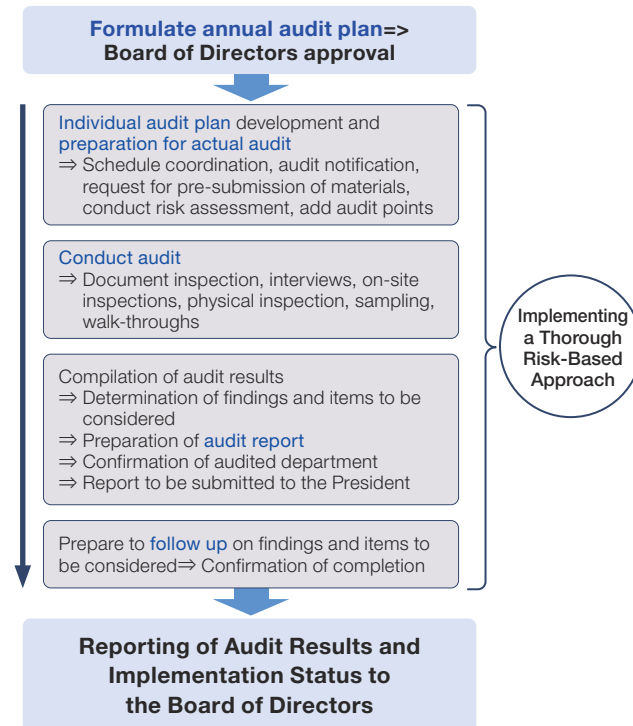 Formulate annual audit plan=>
Board of Directors approval
Individual audit plan development and
preparation for actual audit
⇒ Schedule coordination, audit notification,
request for pre-submission of materials,
conduct risk assessment, add audit points
Conduct audit
⇒ Document inspection, interviews, on-site
inspections, physical inspection, sampling,
walk-throughs
Compilation of audit results
⇒ Determination of findings and items to be
considered
⇒ Preparation of audit report
⇒ Confirmation of audited department
⇒ Report to be submitted to the President
Prepare to follow up on findings and items to
be considered⇒ Confirmation of completion
Implementing
a Thorough
Risk-Based
Approach
Reporting of Audit Results and
Implementation Status to
the Board of Directors